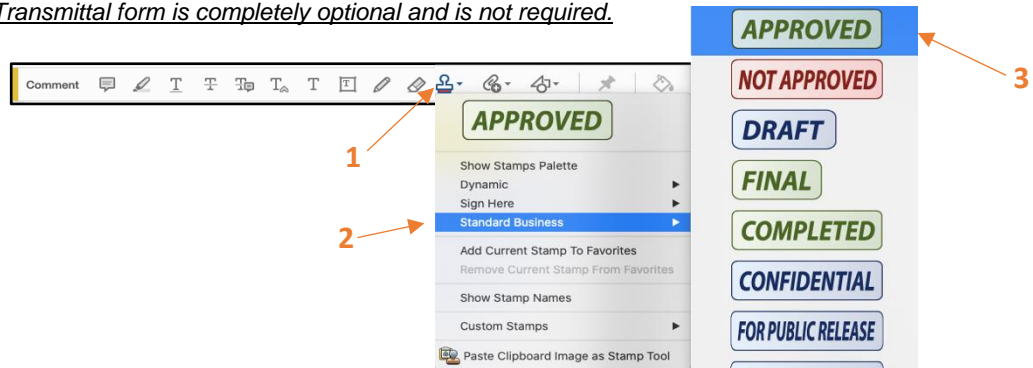 Transmittal form is completely optional and is not required.
Comment
1
APPROVED
Show Stamps Palette
Dynamic
Sign Here
2
Standard Business
Add Current Stamp To Favorites
Remove Current Stamp From Favorites
Show Stamp Names
Custom Stamps
Paste Clipboard Image as Stamp Tool
APPROVED
3
NOT APPROVED
DRAFT
FINAL
COMPLETED
CONFIDENTIAL
FOR PUBLIC RELEASE